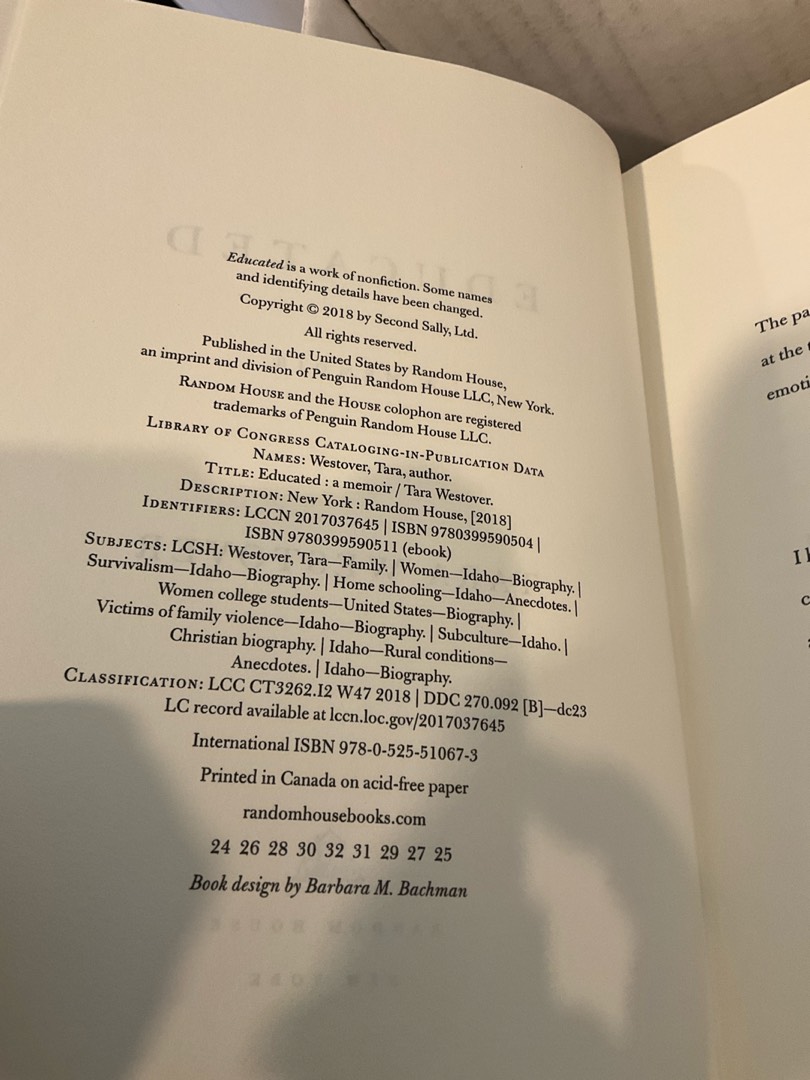 EDUCATED
Educated is a work of nonfiction. Some names
and identifying details have been changed.
Copyright © 2018 by Second Sally, Ltd.
All rights reserved.
Published in the United States by Random House,
an imprint and division of Penguin Random House LLC, New York.
RANDOM HOUSE and the HOUSE colophon are registered
trademarks of Penguin Random House LLC.
LIBRARY OF CONGRESS CATALOGING-IN-PUBLICATION DATA
NAMES: Westover, Tara, author.
TITLE: Educated : a memoir / Tara Westover.
DESCRIPTION: New York : Random House, [2018]
IDENTIFIERS: LCCN 2017037645 | ISBN 9780399590504 |
ISBN 9780399590511 (ebook)
SUBJECTS: LCSH: Westover, Tara—Family. | Women—Idaho—Biography. |
Survivalism—Idaho—Biography. | Home schooling—Idaho—Anecdotes. |
Women college students—United States—Biography. |
Victims of family violence—Idaho—Biography. | Subculture—Idaho. |
Christian biography. | Idaho—Rural conditions—
Anecdotes. | Idaho—Biography.
CLASSIFICATION: LCC CT3262.I2 W47 2018 | DDC 270.092 [B]—dc23
LC record available at lccn.loc.gov/2017037645
International ISBN 978-0-525-51067-3
Printed in Canada on acid-free paper
randomhousebooks.com
24 26 28 30 32 31 29 27 25
Book design by Barbara M. Bachman
RANDOM HOUSE
NEW YORK
The pa
at the
emoti
I